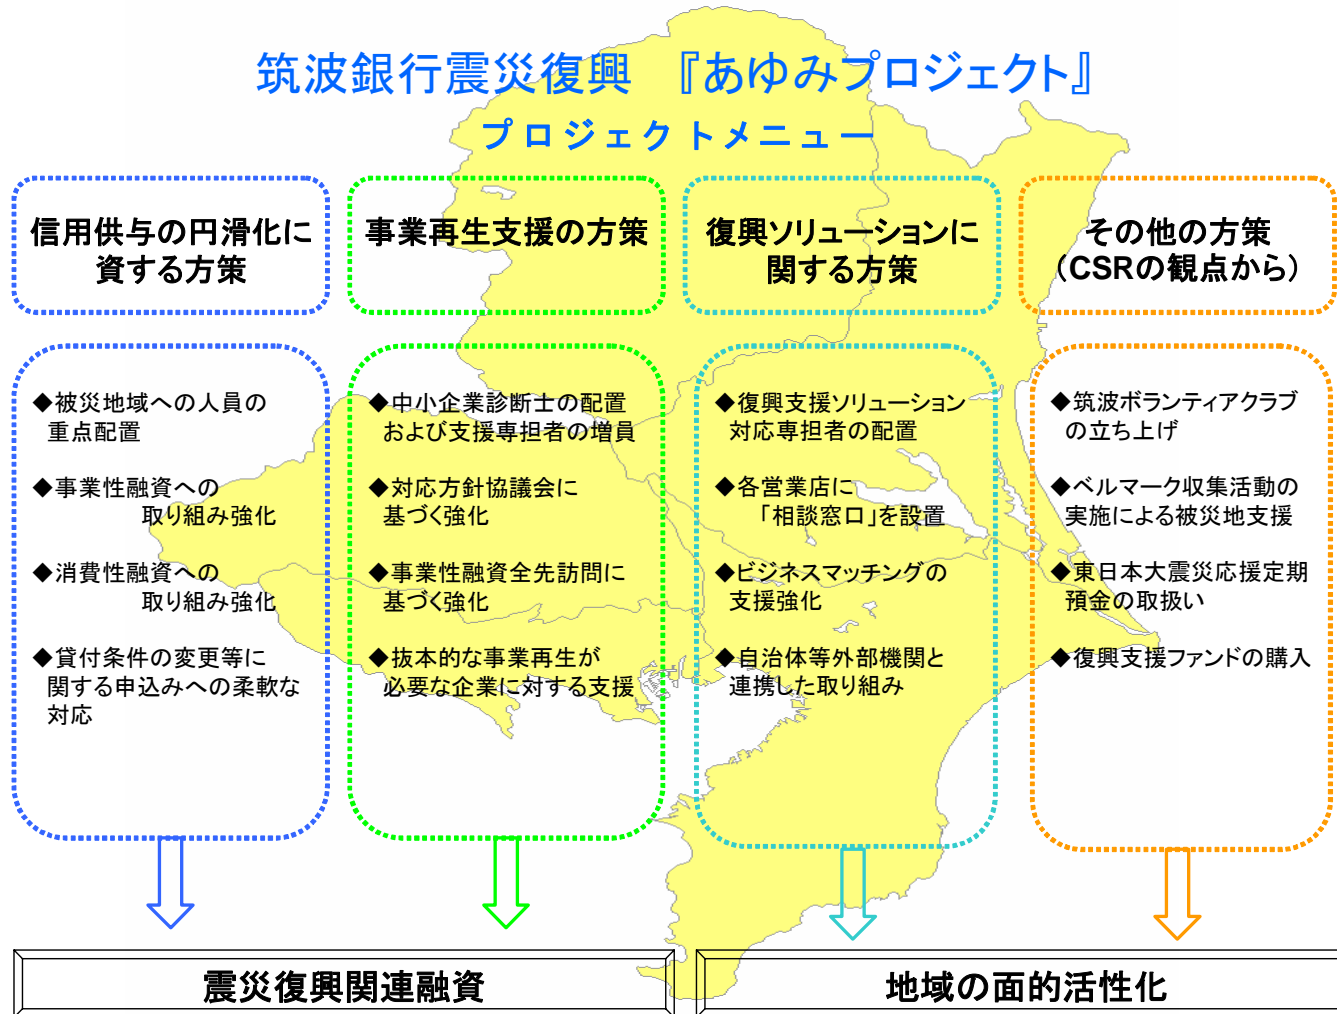 筑波銀行震災復興　『あゆみプロジェクト』
プロジェクトメニュー
信用供与の円滑化に
資する方策
◆被災地域への人員の
重点配置
◆事業性融資への
取り組み強化
◆消費性融資への
取り組み強化
◆貸付条件の変更等に
関する申込みへの柔軟な
対応
事業再生支援の方策
◆中小企業診断士の配置
および支援専担者の増員
◆対応方針協議会に
基づく強化
◆事業性融資全先訪問に
基づく強化
◆抜本的な事業再生が
必要な企業に対する支援
復興ソリューションに
関する方策
◆復興支援ソリューション
対応専担者の配置
◆各営業店に
「相談窓口」を設置
◆ビジネスマッチングの
支援強化
◆自治体等外部機関と
連携した取り組み
その他の方策
（CSRの観点から）
◆筑波ボランティアクラブ
の立ち上げ
◆ベルマーク収集活動の
実施による被災地支援
◆東日本大震災応援定期
預金の取扱い
◆復興支援ファンドの購入
震災復興関連融資
地域の面的活性化